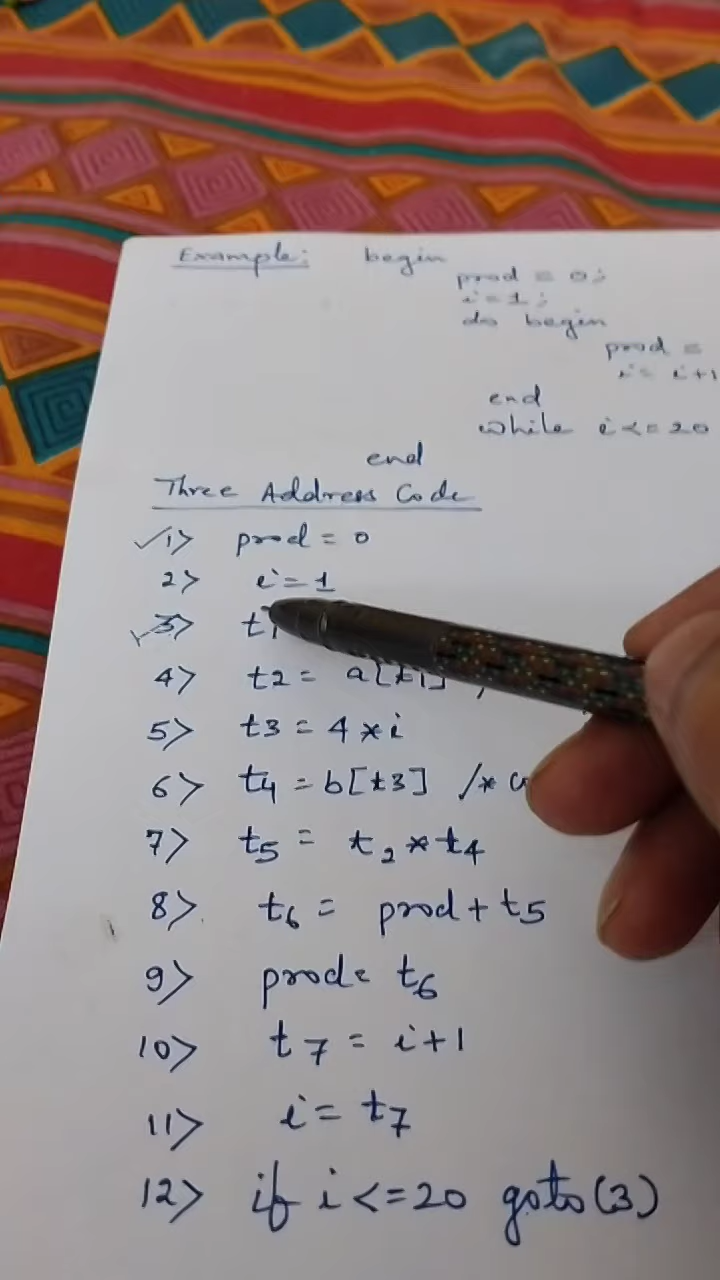 Example: begin
prod = 0;
i = 1;
do begin
prod =
i = i+1
end
while i <= 20
end
Three Address Code
✓1> prod = 0
2> i = 1
✓3> t1
4> t2 = a[t1]
5> t3 = 4 * i
6> t4 = b[t3] /*
7> t5 = t2 * t4
8> t6 = prod + t5
9> prod = t6
10> t7 = i+1
11> i = t7
12> if i <= 20 goto (3)